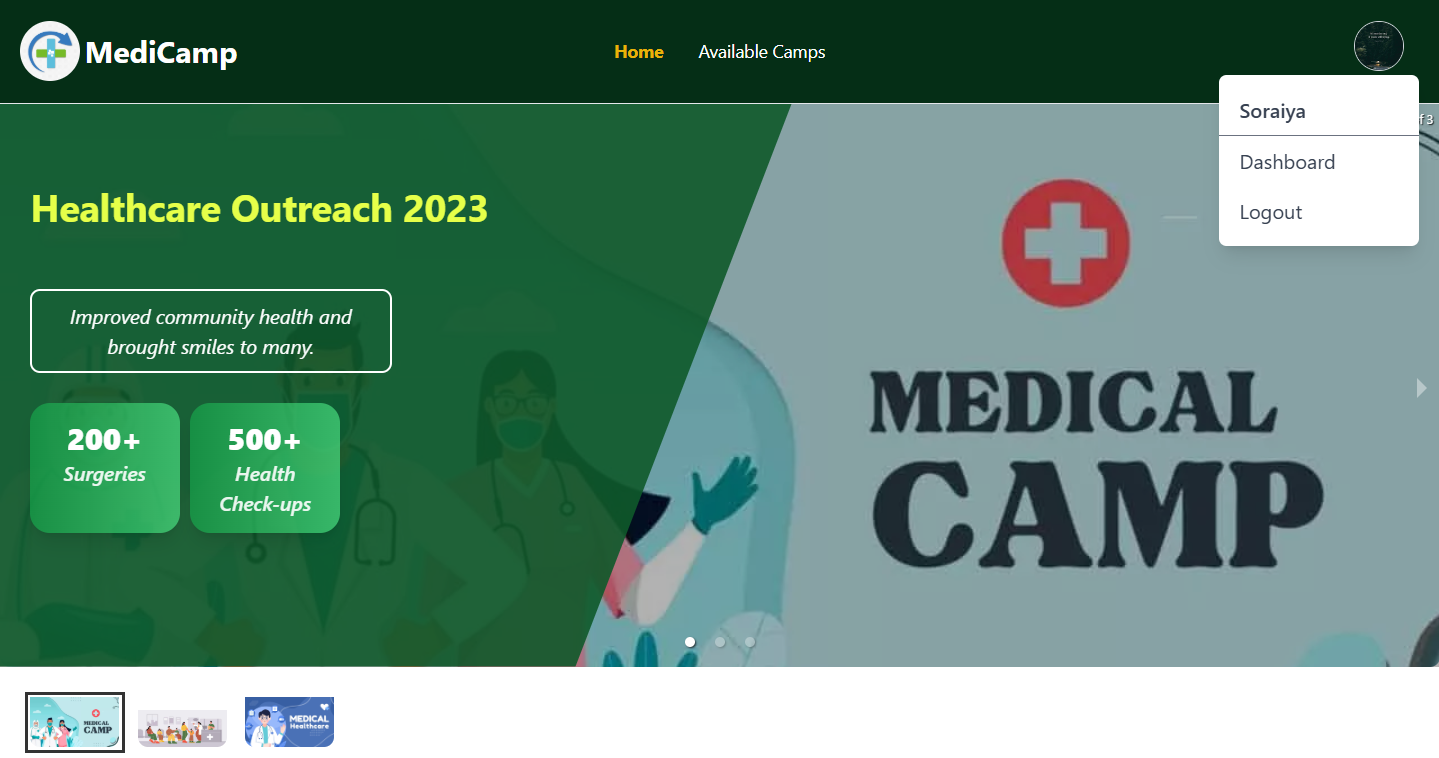 MediCamp
Home
Available Camps
Soraiya
Dashboard
Logout
f 3
Healthcare Outreach 2023
Improved community health and
brought smiles to many.
200+
Surgeries
500+
Health
Check-ups
MEDICAL
CAMP
MEDICAL
CAMP
MEDICAL
Healthcare